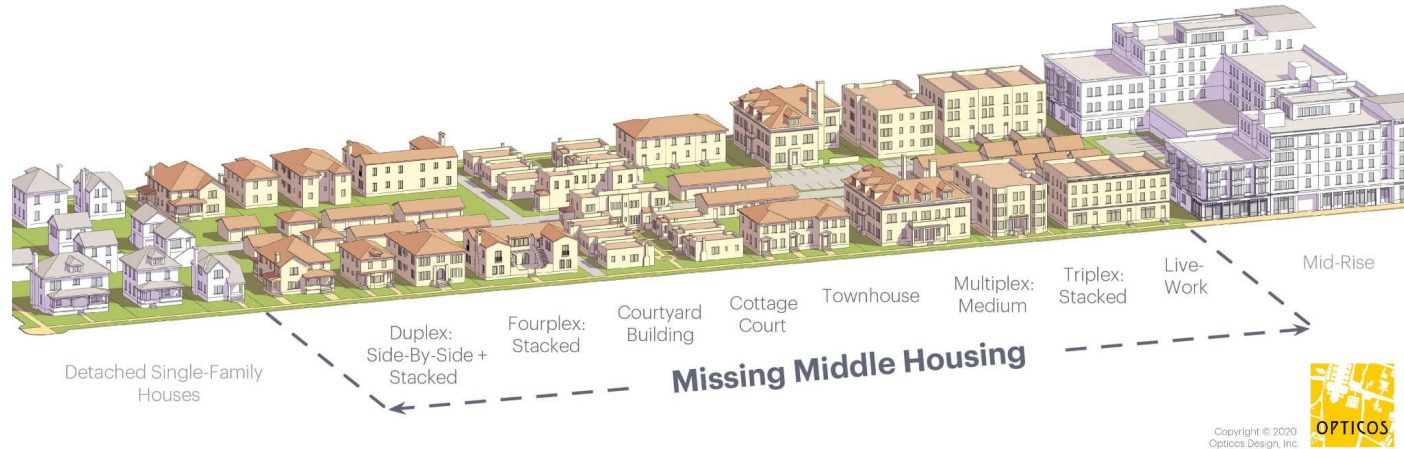 Detached Single-Family
Houses
Duplex:
Side-By-Side +
Stacked
Fourplex:
Stacked
Courtyard
Building
Cottage
Court
Townhouse
Multiplex:
Medium
Triplex:
Stacked
Live-
Work
Mid-Rise
Missing Middle Housing
Copyright © 2020
Opticos Design, Inc.
OPTICOS